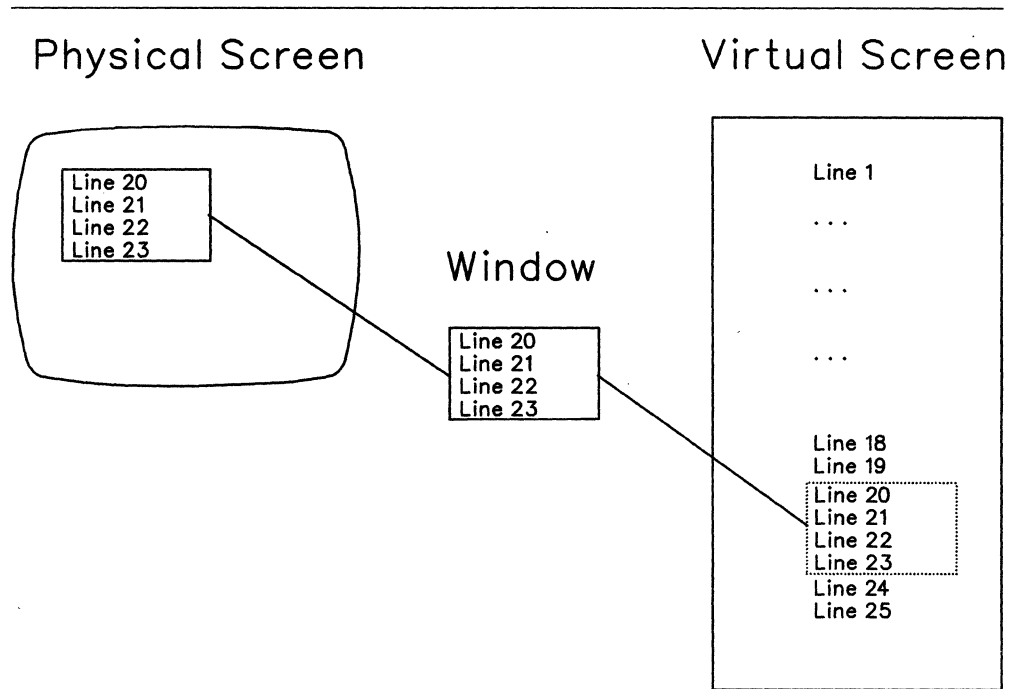 Physical Screen
Virtual Screen
Line 20
Line 21
Line 22
Line 23
Window
Line 20
Line 21
Line 22
Line 23
Line 1
...
...
...
Line 18
Line 19
Line 20
Line 21
Line 22
Line 23
Line 24
Line 25